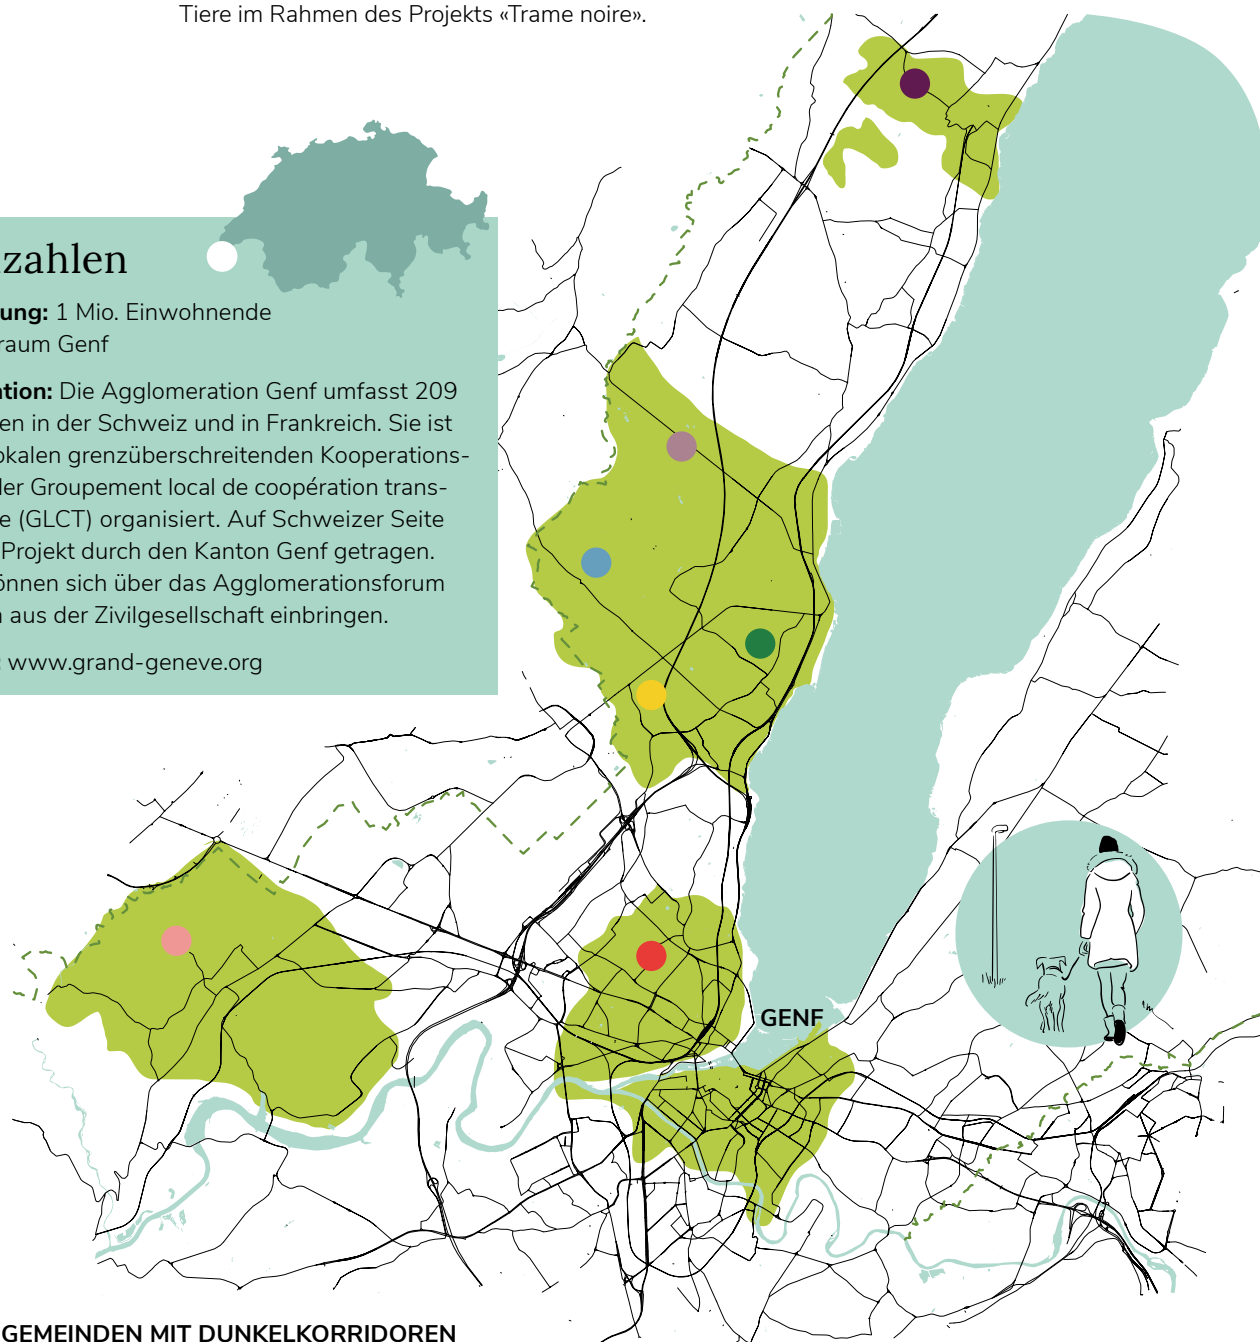 Tiere im Rahmen des Projekts «Trame noire».
zahlen
ung: 1 Mio. Einwohnende
raum Genf
tion: Die Agglomeration Genf umfasst 209
en in der Schweiz und in Frankreich. Sie ist
okalen grenzüberschreitenden Kooperations-
ler Groupement local de coopération trans-
e (GLCT) organisiert. Auf Schweizer Seite
Projekt durch den Kanton Genf getragen.
önnen sich über das Agglomerationsforum
n aus der Zivilgesellschaft einbringen.
: www.grand-geneve.org
GENF
GEMEINDEN MIT DUNKELKORRIDOREN